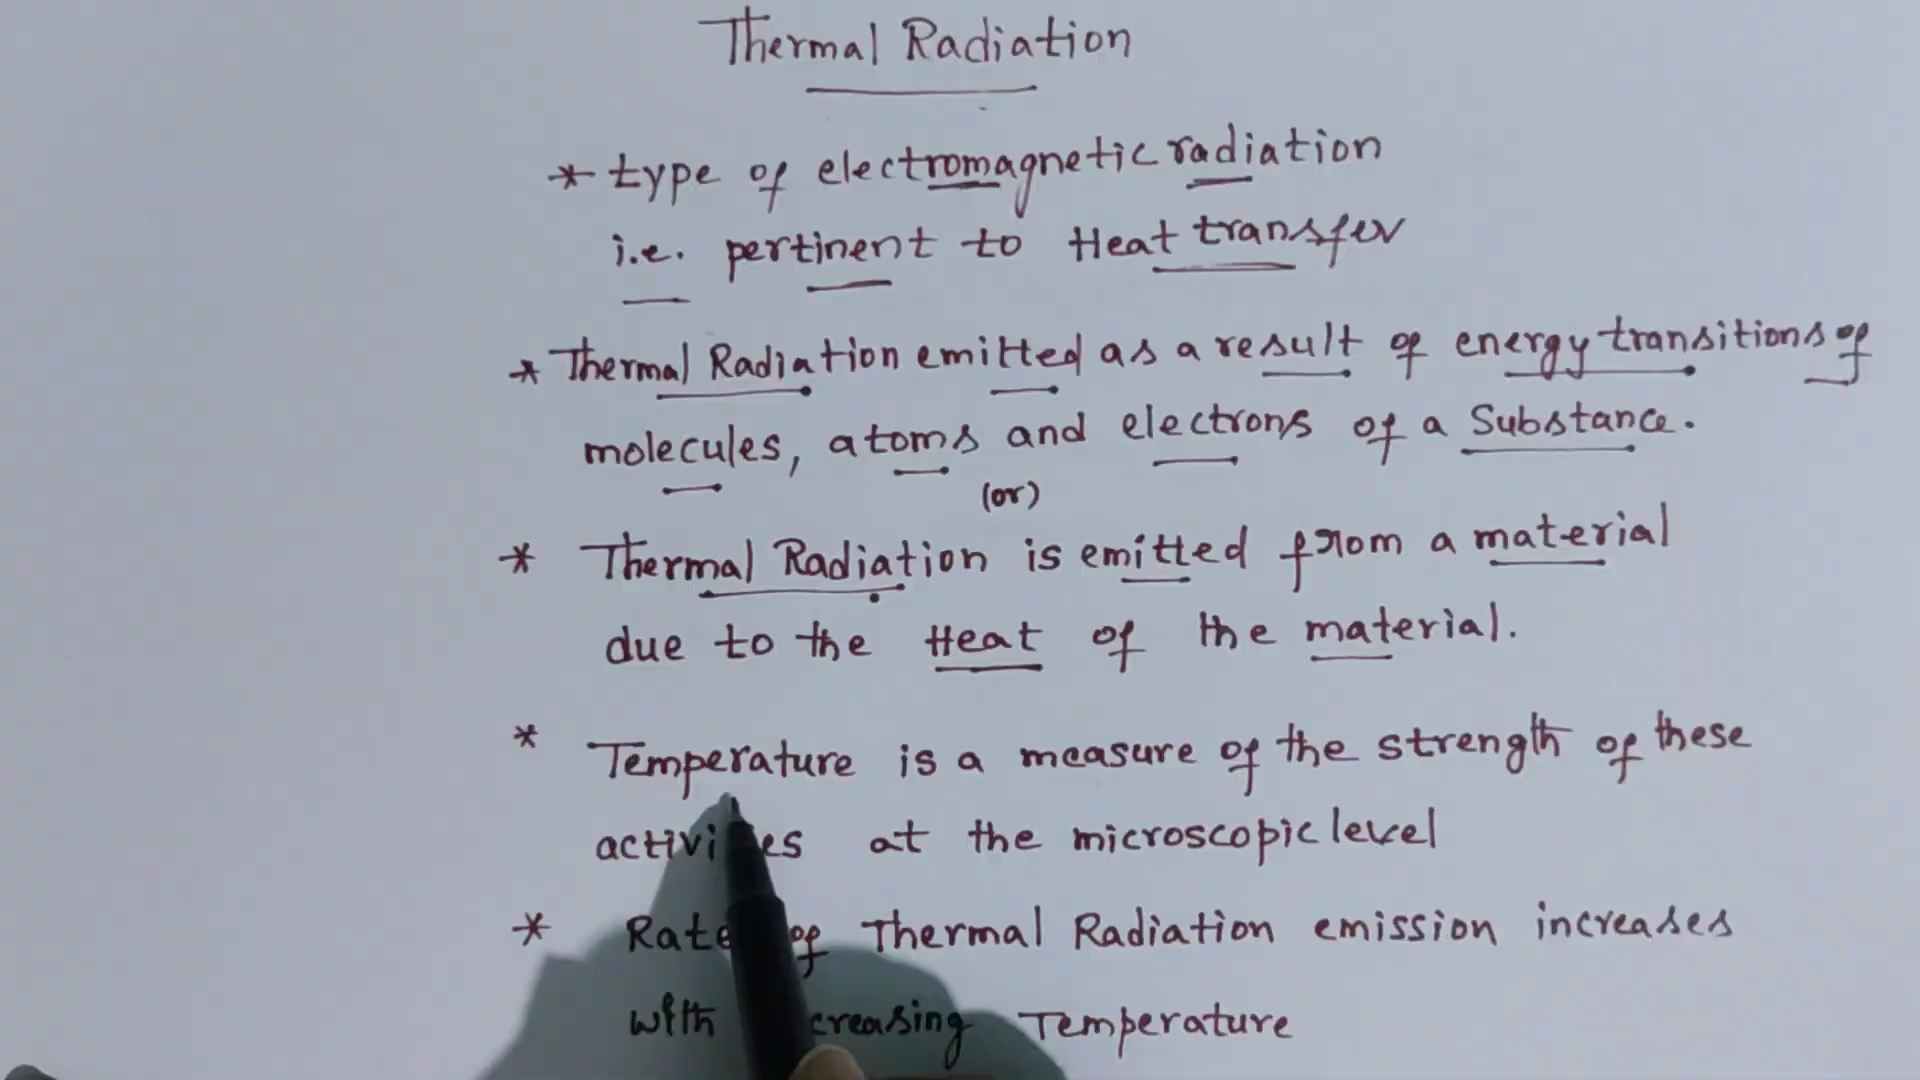 Thermal Radiation
* type of electromagnetic radiation
i.e. pertinent to Heat transfer
* Thermal Radiation emitted as a result of energy transitions of
molecules, atoms and electrons of a Substance.
(or)
* Thermal Radiation is emitted from a material
due to the Heat of the material.
* Temperature is a measure of the strength of these
activities at the microscopic level
* Rate of Thermal Radiation emission increases
with increasing Temperature